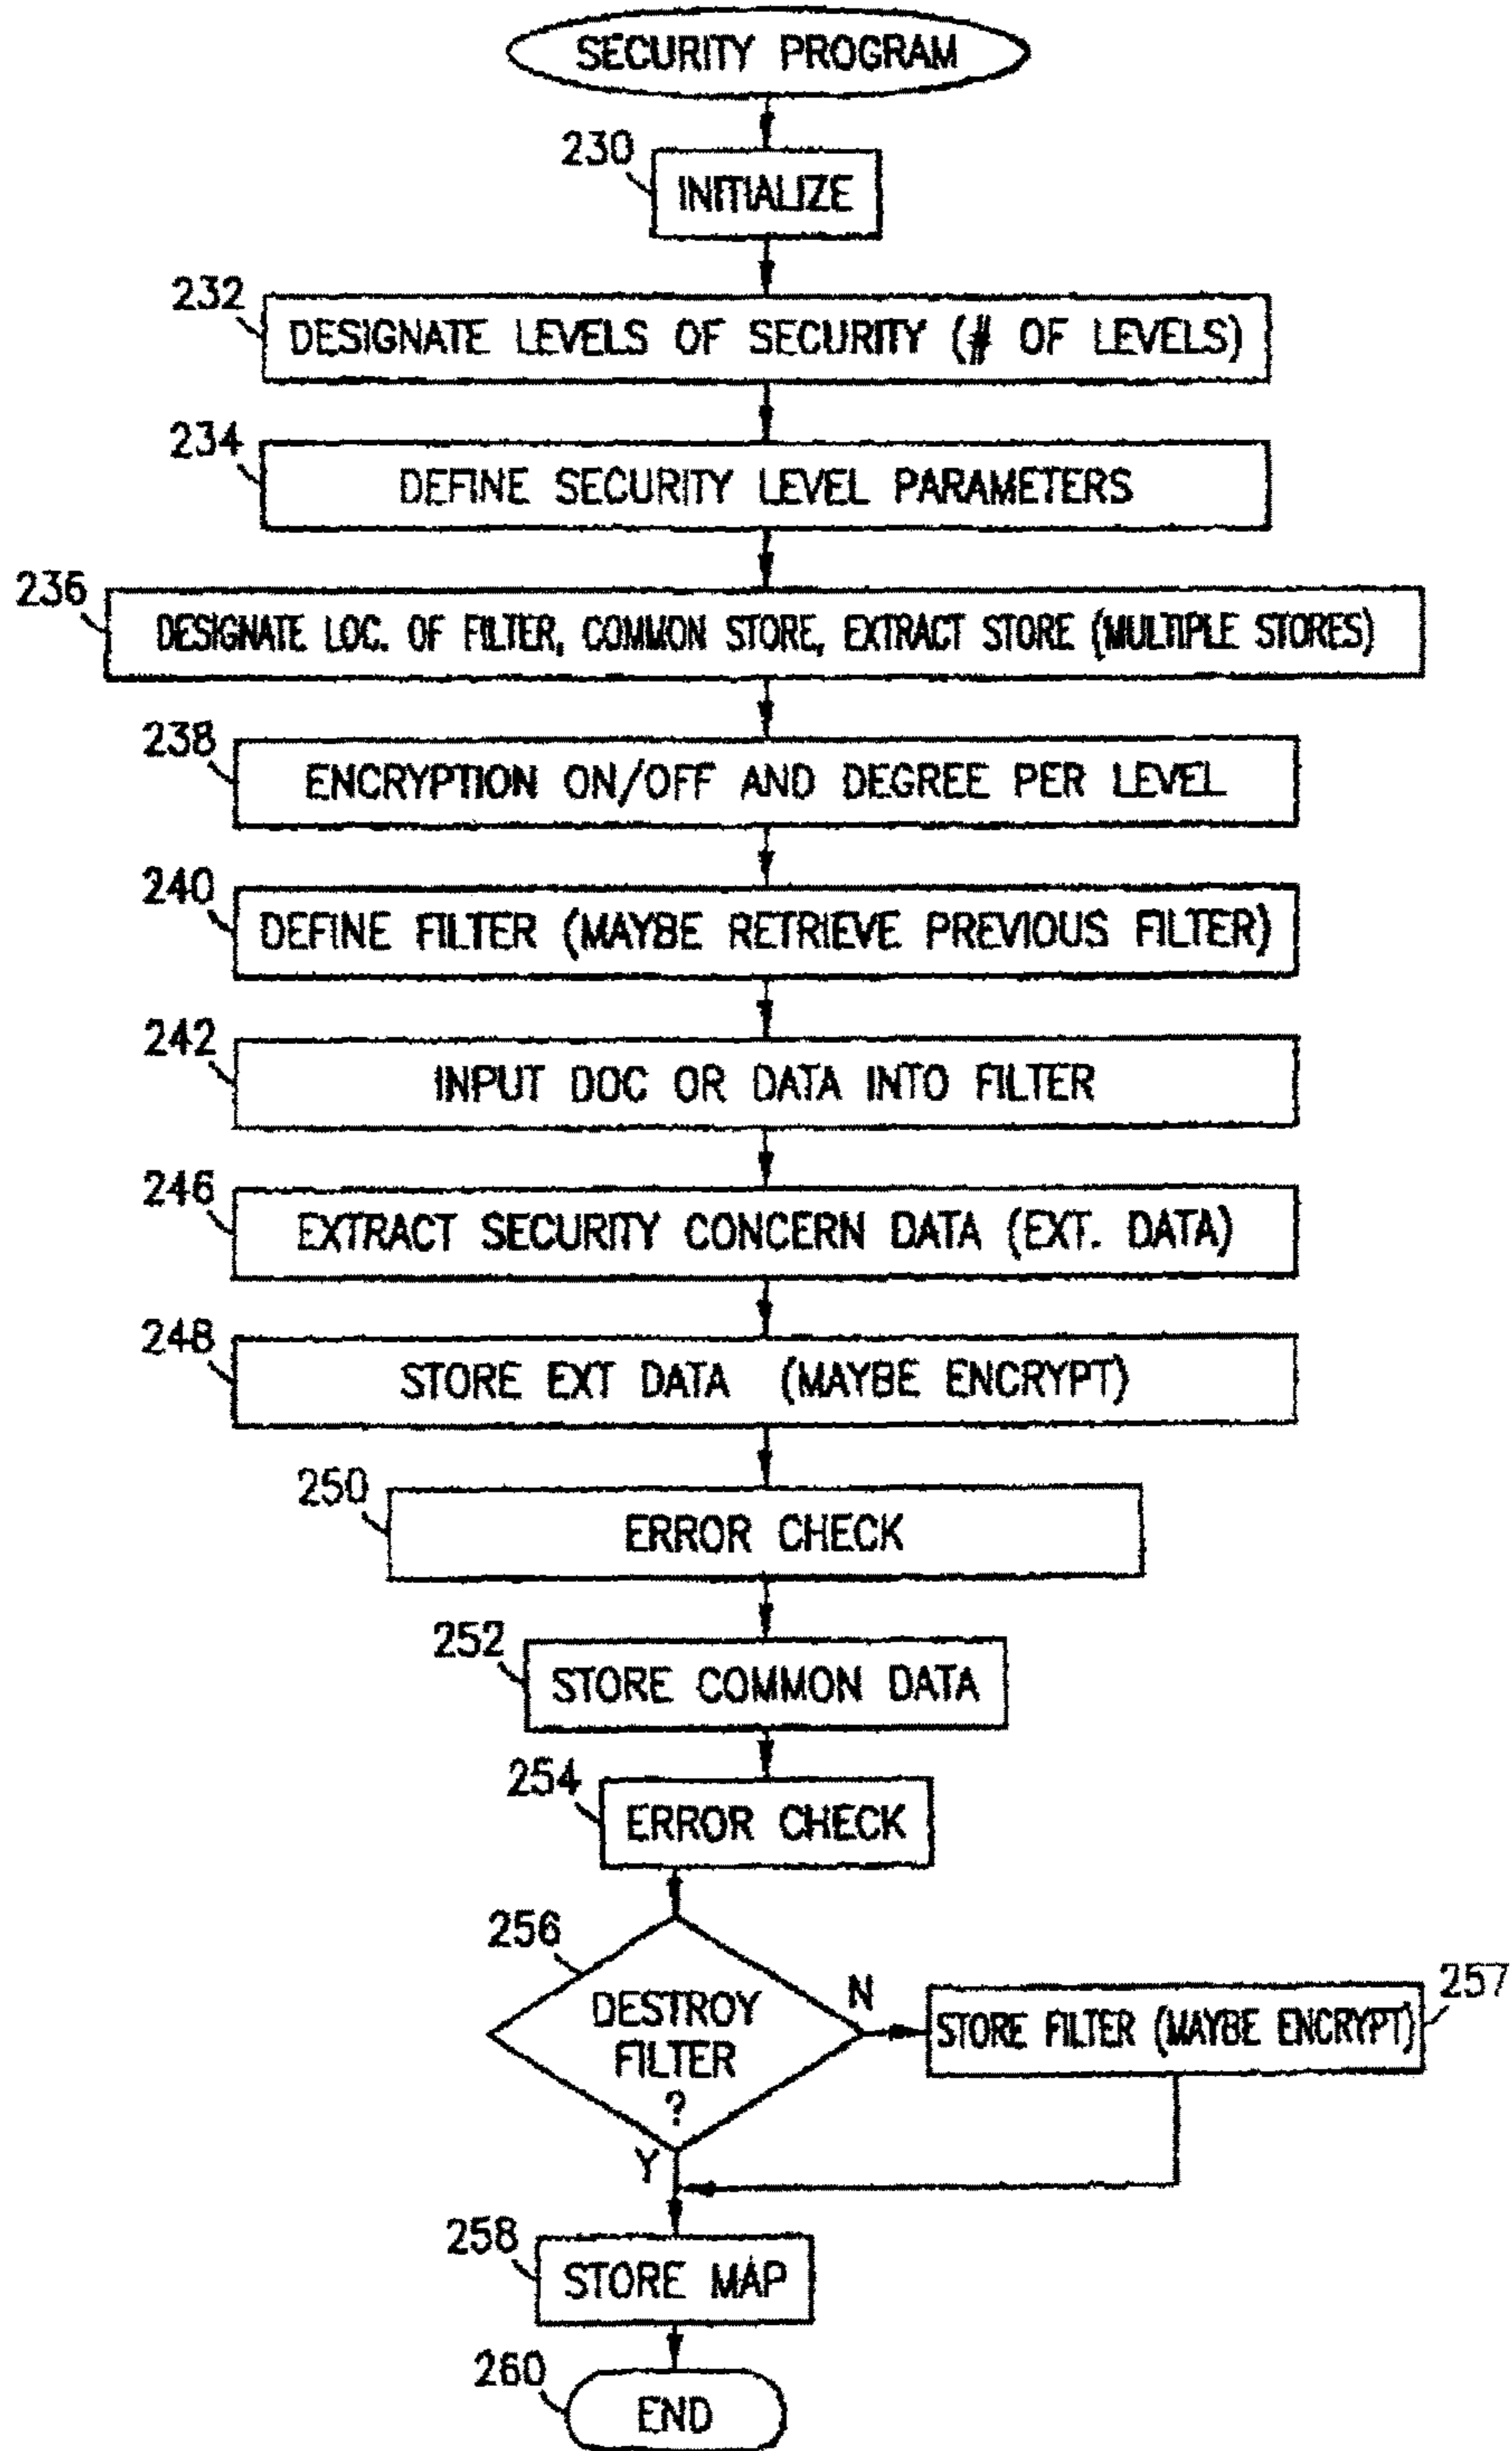 SECURITY PROGRAM
230
INITIALIZE
232
DESIGNATE LEVELS OF SECURITY (# OF LEVELS)
234
DEFINE SECURITY LEVEL PARAMETERS
236
DESIGNATE LOC. OF FILTER, COMMON STORE, EXTRACT STORE (MULTIPLE STORES)
238
ENCRYPTION ON/OFF AND DEGREE PER LEVEL
240
DEFINE FILTER (MAYBE RETRIEVE PREVIOUS FILTER)
242
INPUT DOC OR DATA INTO FILTER
246
EXTRACT SECURITY CONCERN DATA (EXT. DATA)
248
STORE EXT DATA (MAYBE ENCRYPT)
250
ERROR CHECK
252
STORE COMMON DATA
254
ERROR CHECK
256
DESTROY
FILTER
?
N
257
STORE FILTER (MAYBE ENCRYPT)
Y
258
STORE MAP
260
END